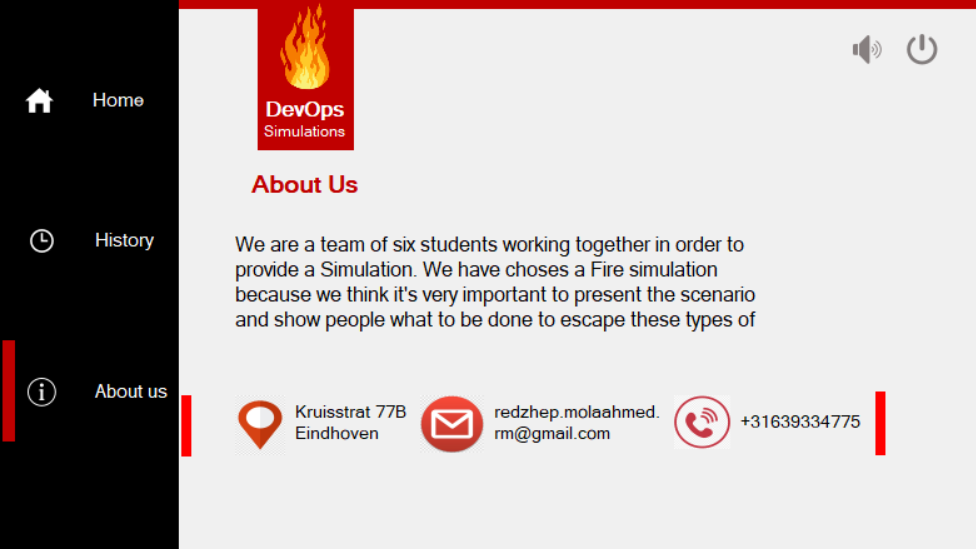 Home
History
About us
DevOps
Simulations
About Us
We are a team of six students working together in order to
provide a Simulation. We have choses a Fire simulation
because we think it's very important to present the scenario
and show people what to be done to escape these types of
Kruisstrat 77B
Eindhoven
redzhep.molaahmed.
rm@gmail.com
+31639334775